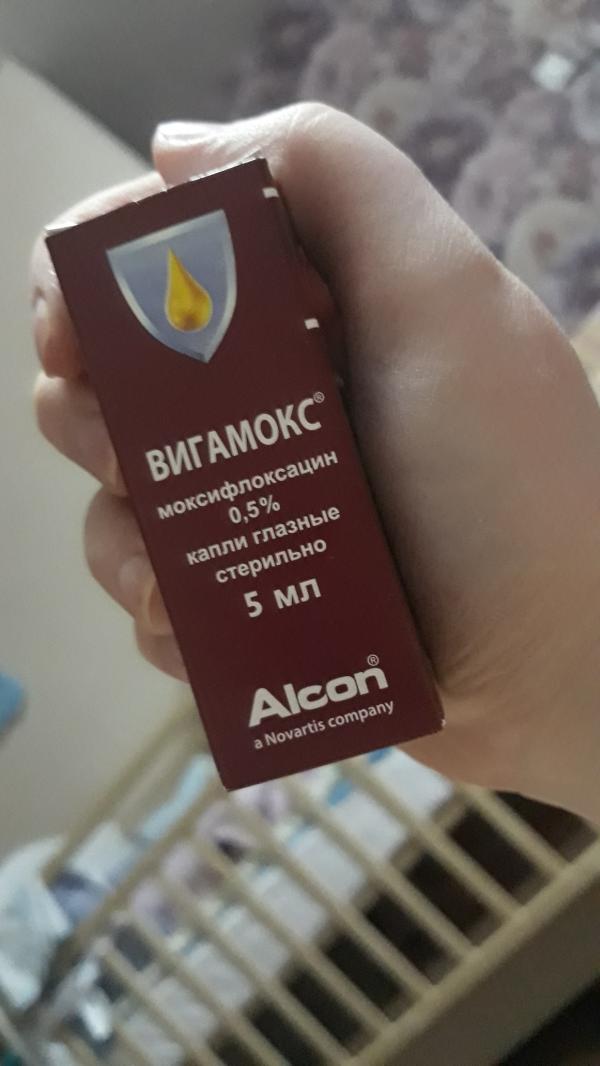 ВИГАМОКС®
моксифлоксацин
0,5%
капли глазные
стерильно
5 мл
Alcon®
a Novartis company